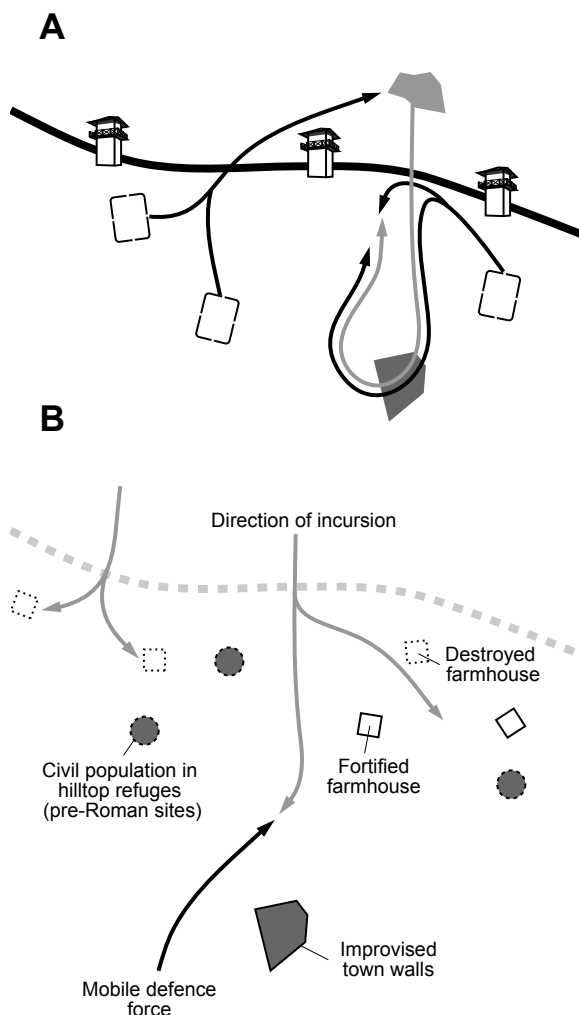 A
B
Direction of incursion
Destroyed
farmhouse
Civil population in
hilltop refuges
(pre-Roman sites)
Fortified
farmhouse
Improvised
town walls
Mobile defence
force